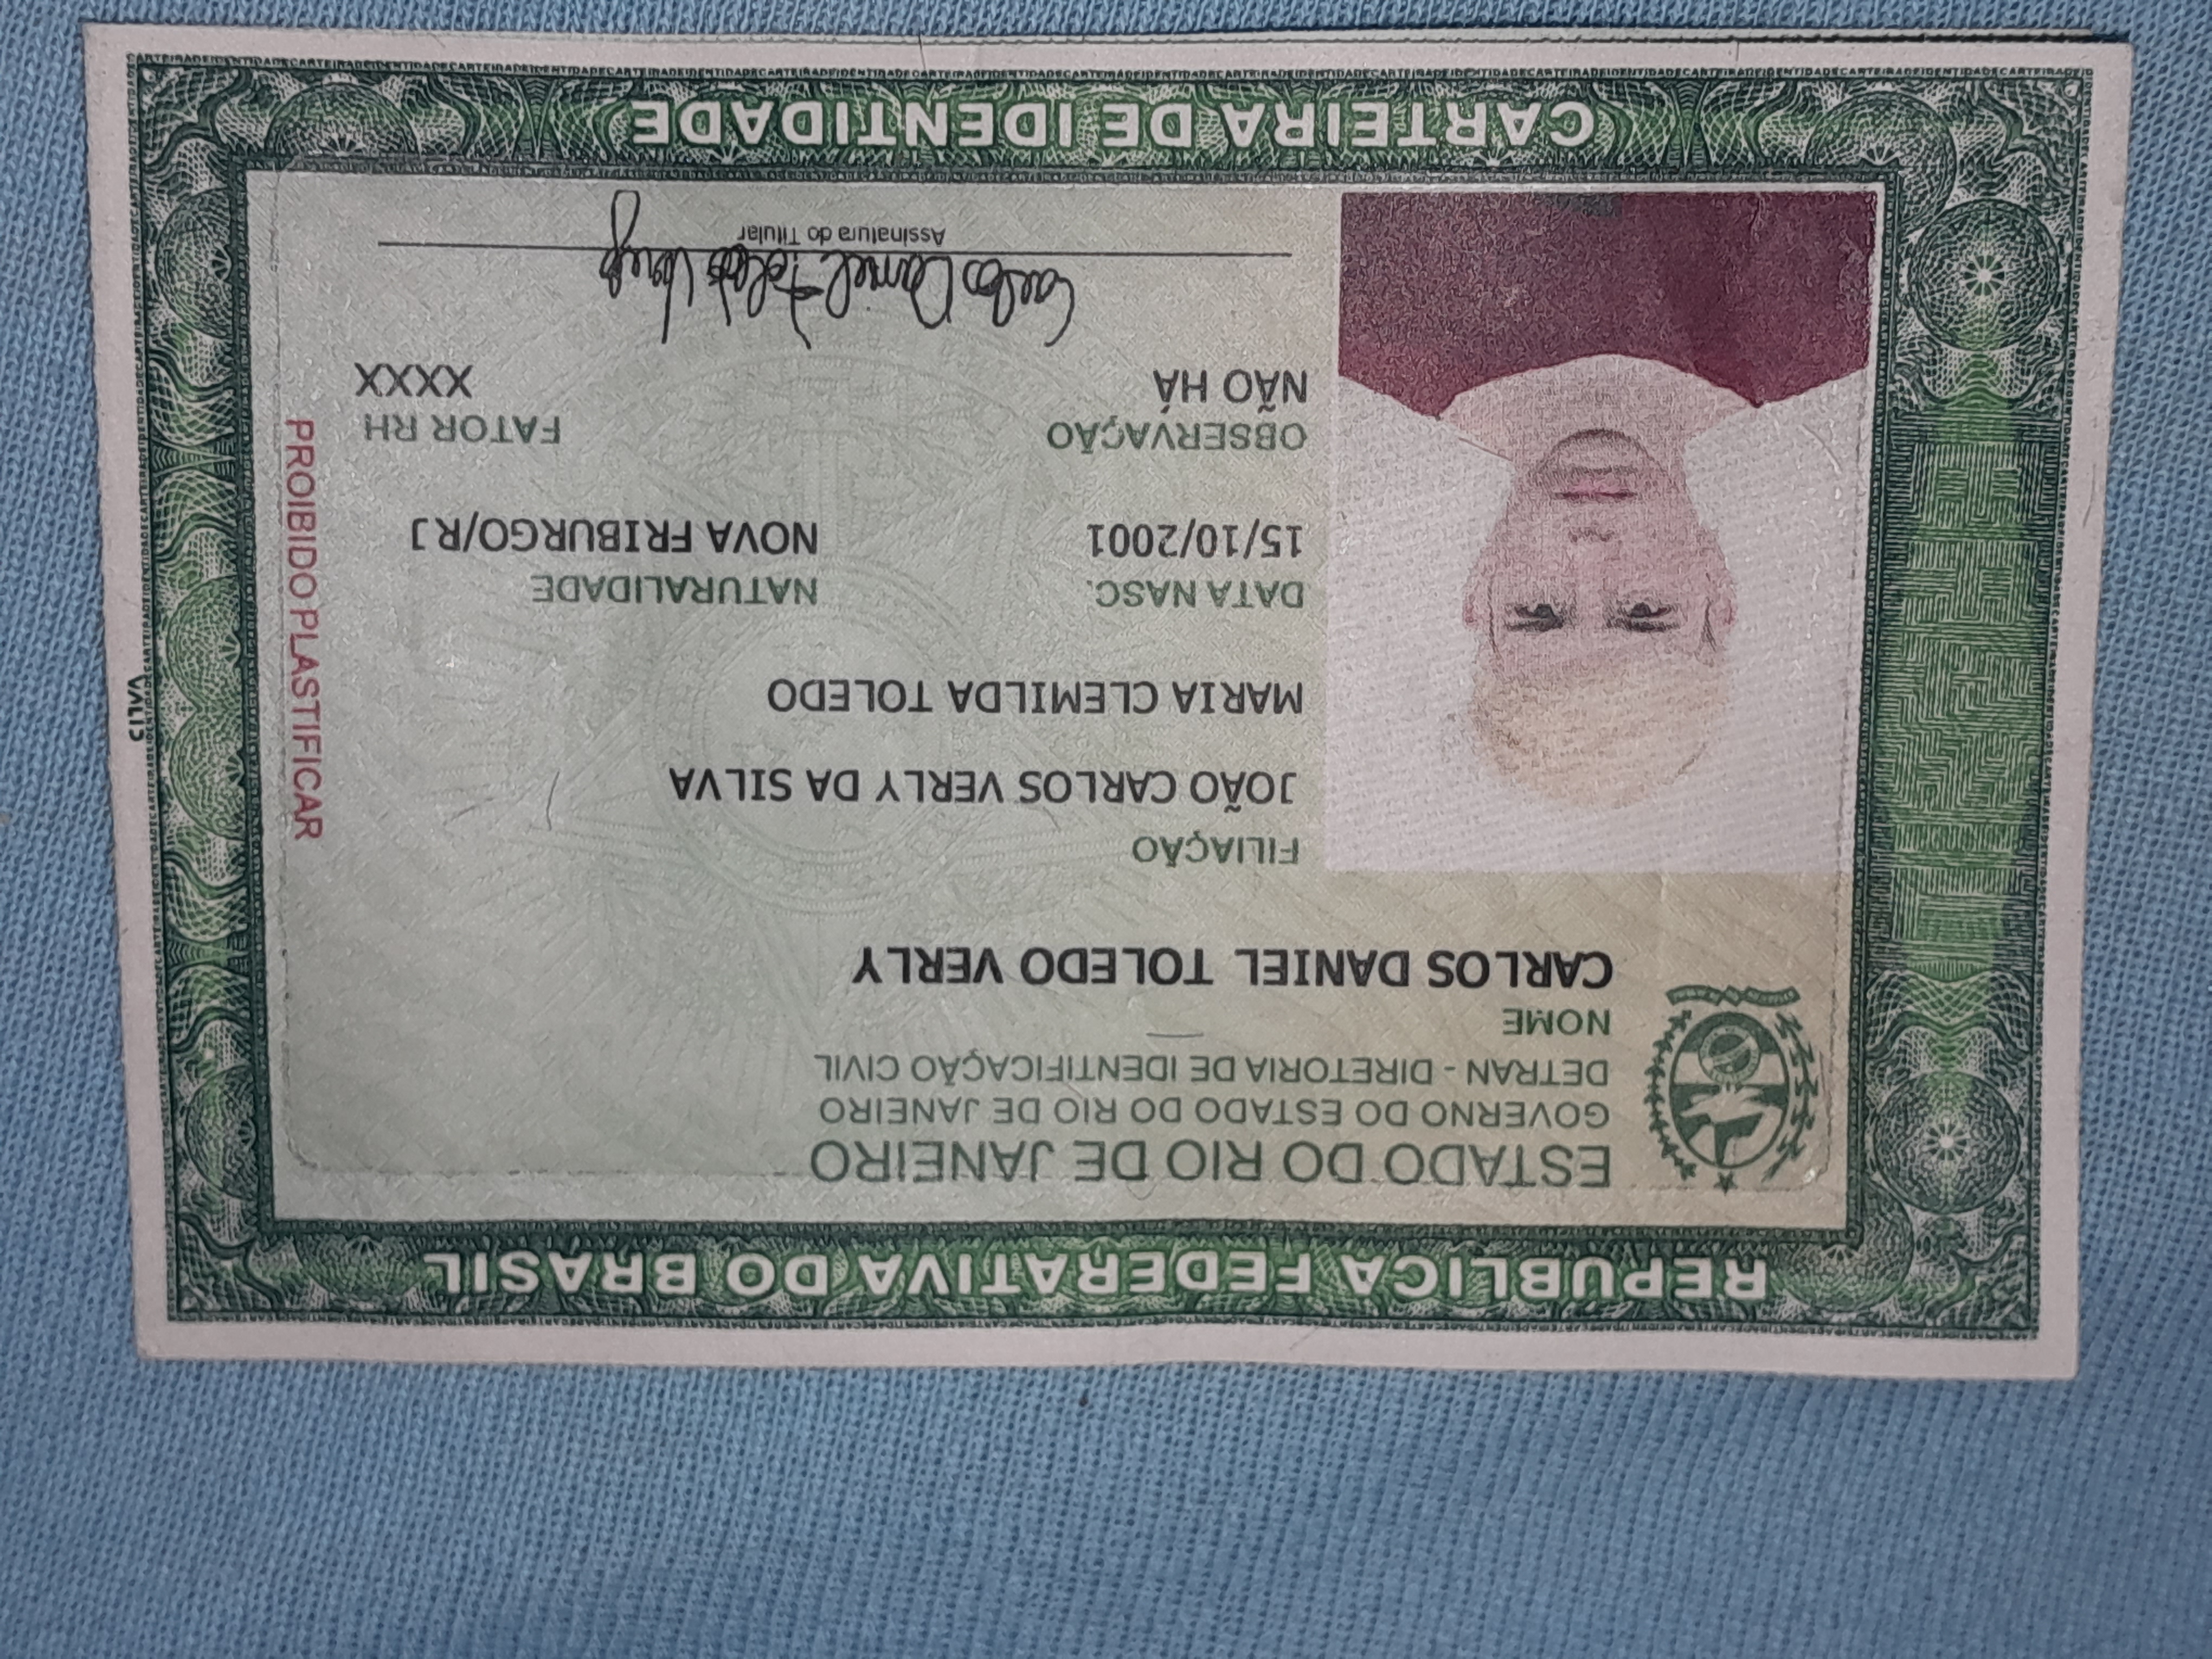 REPÚBLICA FEDERATIVA DO BRASIL
ESTADO DO RIO DE JANEIRO
GOVERNO DO ESTADO DO RIO DE JANEIRO
DETRAN - DIRETORIA DE IDENTIFICAÇÃO CIVIL
NOME
CARLOS DANIEL TOLEDO VERLY
FILIAÇÃO
JOÃO CARLOS VERLY DA SILVA
MARIA CLEMILDA TOLEDO
DATA NASC.
15/10/2001
NATURALIDADE
NOVA FRIBURGO/RJ
OBSERVAÇÃO
NÃO HÁ
FATOR RH
XXXX
Carlos Daniel Toledo Verly
Assinatura do Titular
PROIBIDO PLASTIFICAR
VALID
CARTEIRA DE IDENTIDADE